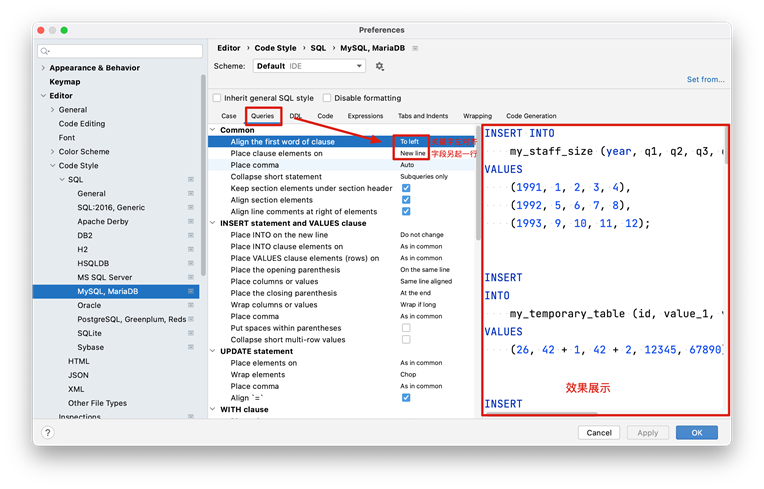 Preferences
Editor › Code Style › SQL › MySQL, MariaDB
Scheme: Default IDE
Set from...
Inherit general SQL style Disable formatting
Case Queries DDL Code Expressions Tabs and Indents Wrapping Code Generation
Appearance & Behavior
Keymap
Editor
General
Code Editing
Font
Color Scheme
Code Style
SQL
General
SQL:2016, Generic
Apache Derby
DB2
H2
HSQLDB
MS SQL Server
MySQL, MariaDB
Oracle
PostgreSQL, Greenplum, Reds
SQLite
Sybase
HTML
JSON
XML
Other File Types
Inspections
Common
Align the first word of clause To left
Place clause elements on New line 字段另起一行
Place comma Auto
Collapse short statement Subqueries only
Keep section elements under section header
Align section elements
Align line comments at right of elements
INSERT statement and VALUES clause
Place INTO on the new line Do not change
Place INTO clause elements on As in common
Place VALUES clause elements (rows) on As in common
Place the opening parenthesis On the same line
Place columns or values Same line aligned
Place the closing parenthesis At the end
Wrap columns or values Wrap if long
Place comma As in common
Put spaces within parentheses
Collapse short multi-row values
UPDATE statement
Place elements on As in common
Wrap elements Chop
Place comma As in common
Align `=`
WITH clause
INSERT INTO
my_staff_size (year, q1, q2, q3,
VALUES
(1991, 1, 2, 3, 4),
(1992, 5, 6, 7, 8),
(1993, 9, 10, 11, 12);
INSERT
INTO
my_temporary_table (id, value_1,
VALUES
(26, 42 + 1, 42 + 2, 12345, 67890)
效果展示
INSERT
?
Cancel Apply OK